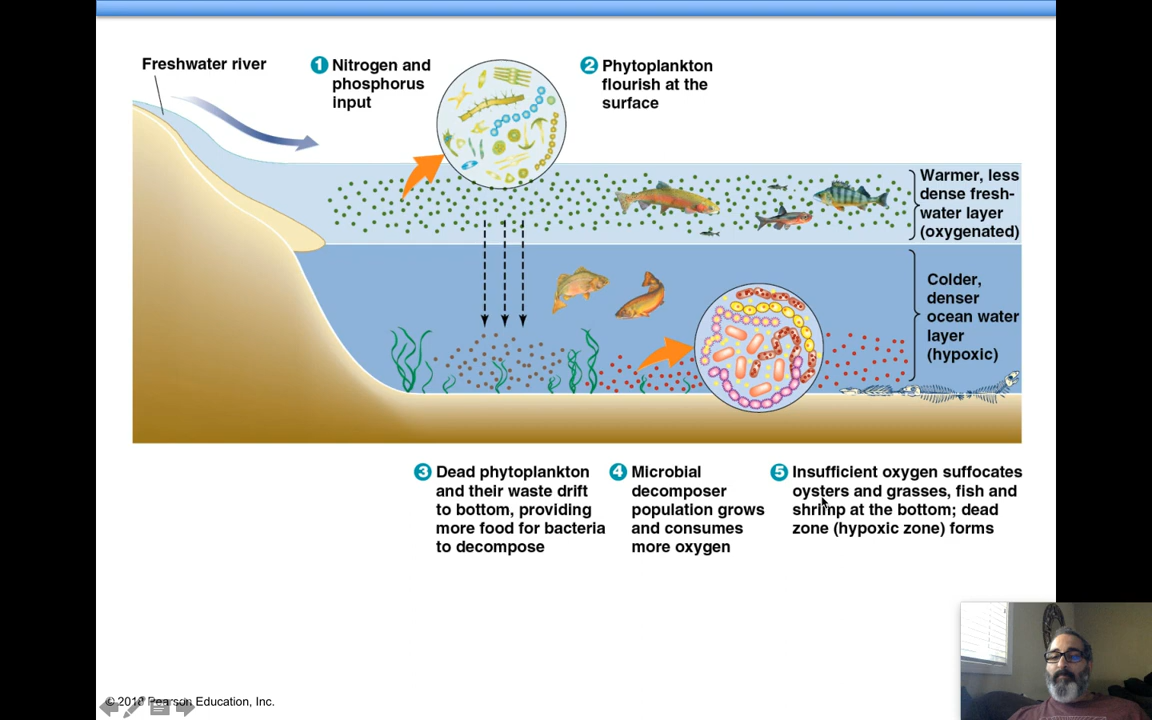 Freshwater river
1 Nitrogen and
phosphorus
input
2 Phytoplankton
flourish at the
surface
Warmer, less
dense fresh-
water layer
(oxygenated)
Colder,
denser
ocean water
layer
(hypoxic)
3 Dead phytoplankton
and their waste drift
to bottom, providing
more food for bacteria
to decompose
4 Microbial
decomposer
population grows
and consumes
more oxygen
5 Insufficient oxygen suffocates
oysters and grasses, fish and
shrimp at the bottom; dead
zone (hypoxic zone) forms
© 2018 Pearson Education, Inc.